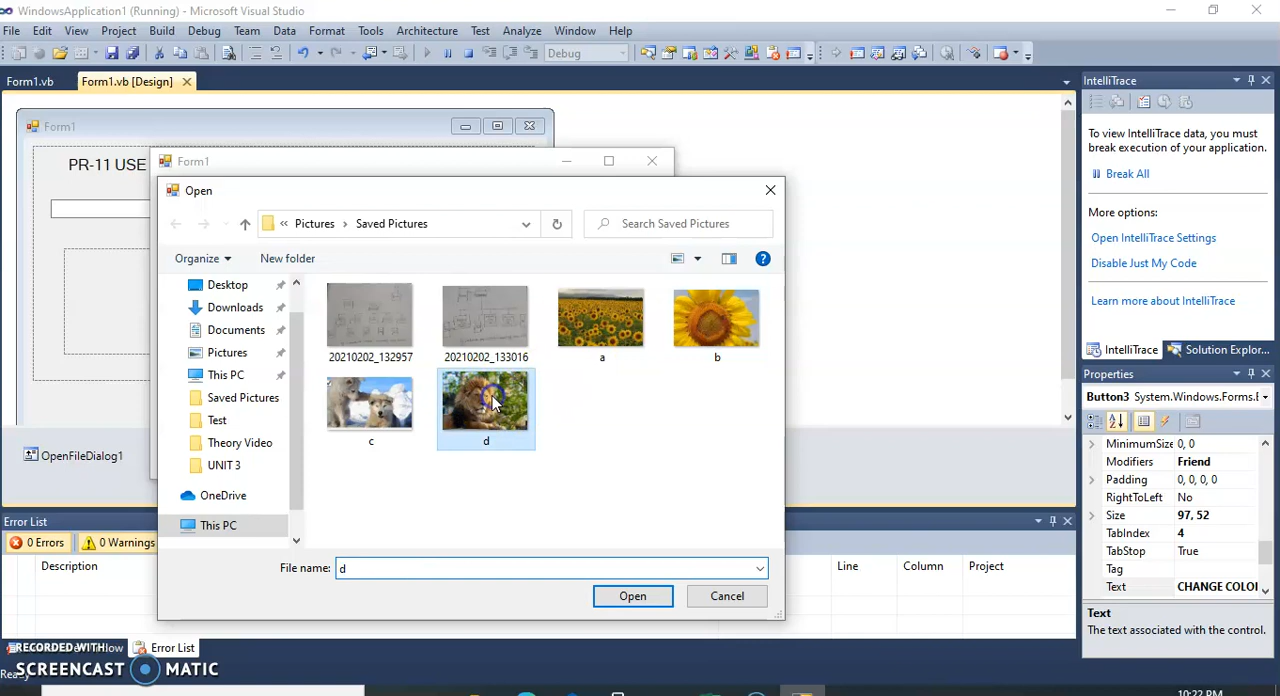 WindowsApplication1 (Running) - Microsoft Visual Studio
File Edit View Project Build Debug Team Data Format Tools Architecture Test Analyze Window Help
Debug
Form1.vb Form1.vb [Design]
Form1
PR-11 USE
OpenFileDialog1
Form1
Open
« Pictures › Saved Pictures
Search Saved Pictures
Organize New folder
Desktop
Downloads
Documents
Pictures
This PC
Saved Pictures
Test
Theory Video
UNIT 3
OneDrive
This PC
20210202_132957 20210202_133016 a b
c d
File name: d
Open Cancel
Error List
0 Errors 0 Warnings
Description Line Column Project
Error List
RECORDED WITH
SCREENCAST MATIC
IntelliTrace
To view IntelliTrace data, you must
break execution of your application.
Break All
More options:
Open IntelliTrace Settings
Disable Just My Code
Learn more about IntelliTrace
IntelliTrace Solution Explor...
Properties
Button3 System.Windows.Forms.B
MinimumSize 0, 0
Modifiers Friend
Padding 0, 0, 0, 0
RightToLeft No
Size 97, 52
TabIndex 4
TabStop True
Tag
Text CHANGE COLO
Text
The text associated with the control.
10:22 PM